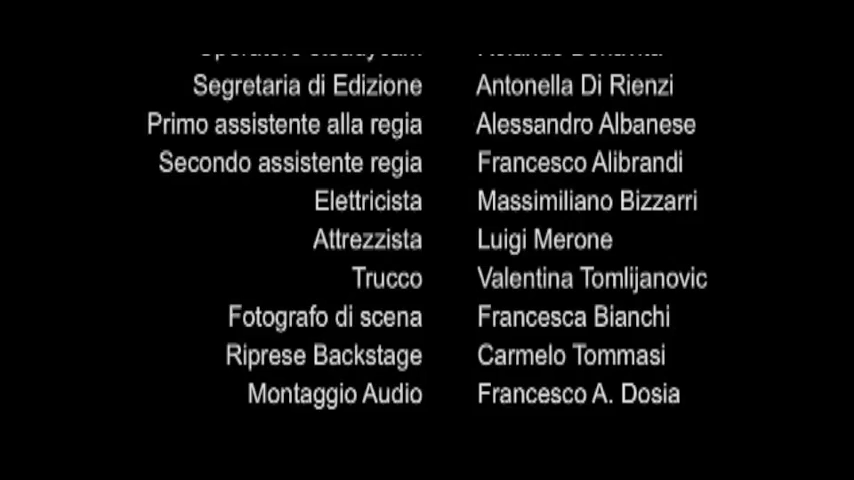 Segretaria di Edizione Antonella Di Rienzi
Primo assistente alla regia Alessandro Albanese
Secondo assistente regia Francesco Alibrandi
Elettricista Massimiliano Bizzarri
Attrezzista Luigi Merone
Trucco Valentina Tomlijanovic
Fotografo di scena Francesca Bianchi
Riprese Backstage Carmelo Tommasi
Montaggio Audio Francesco A. Dosia